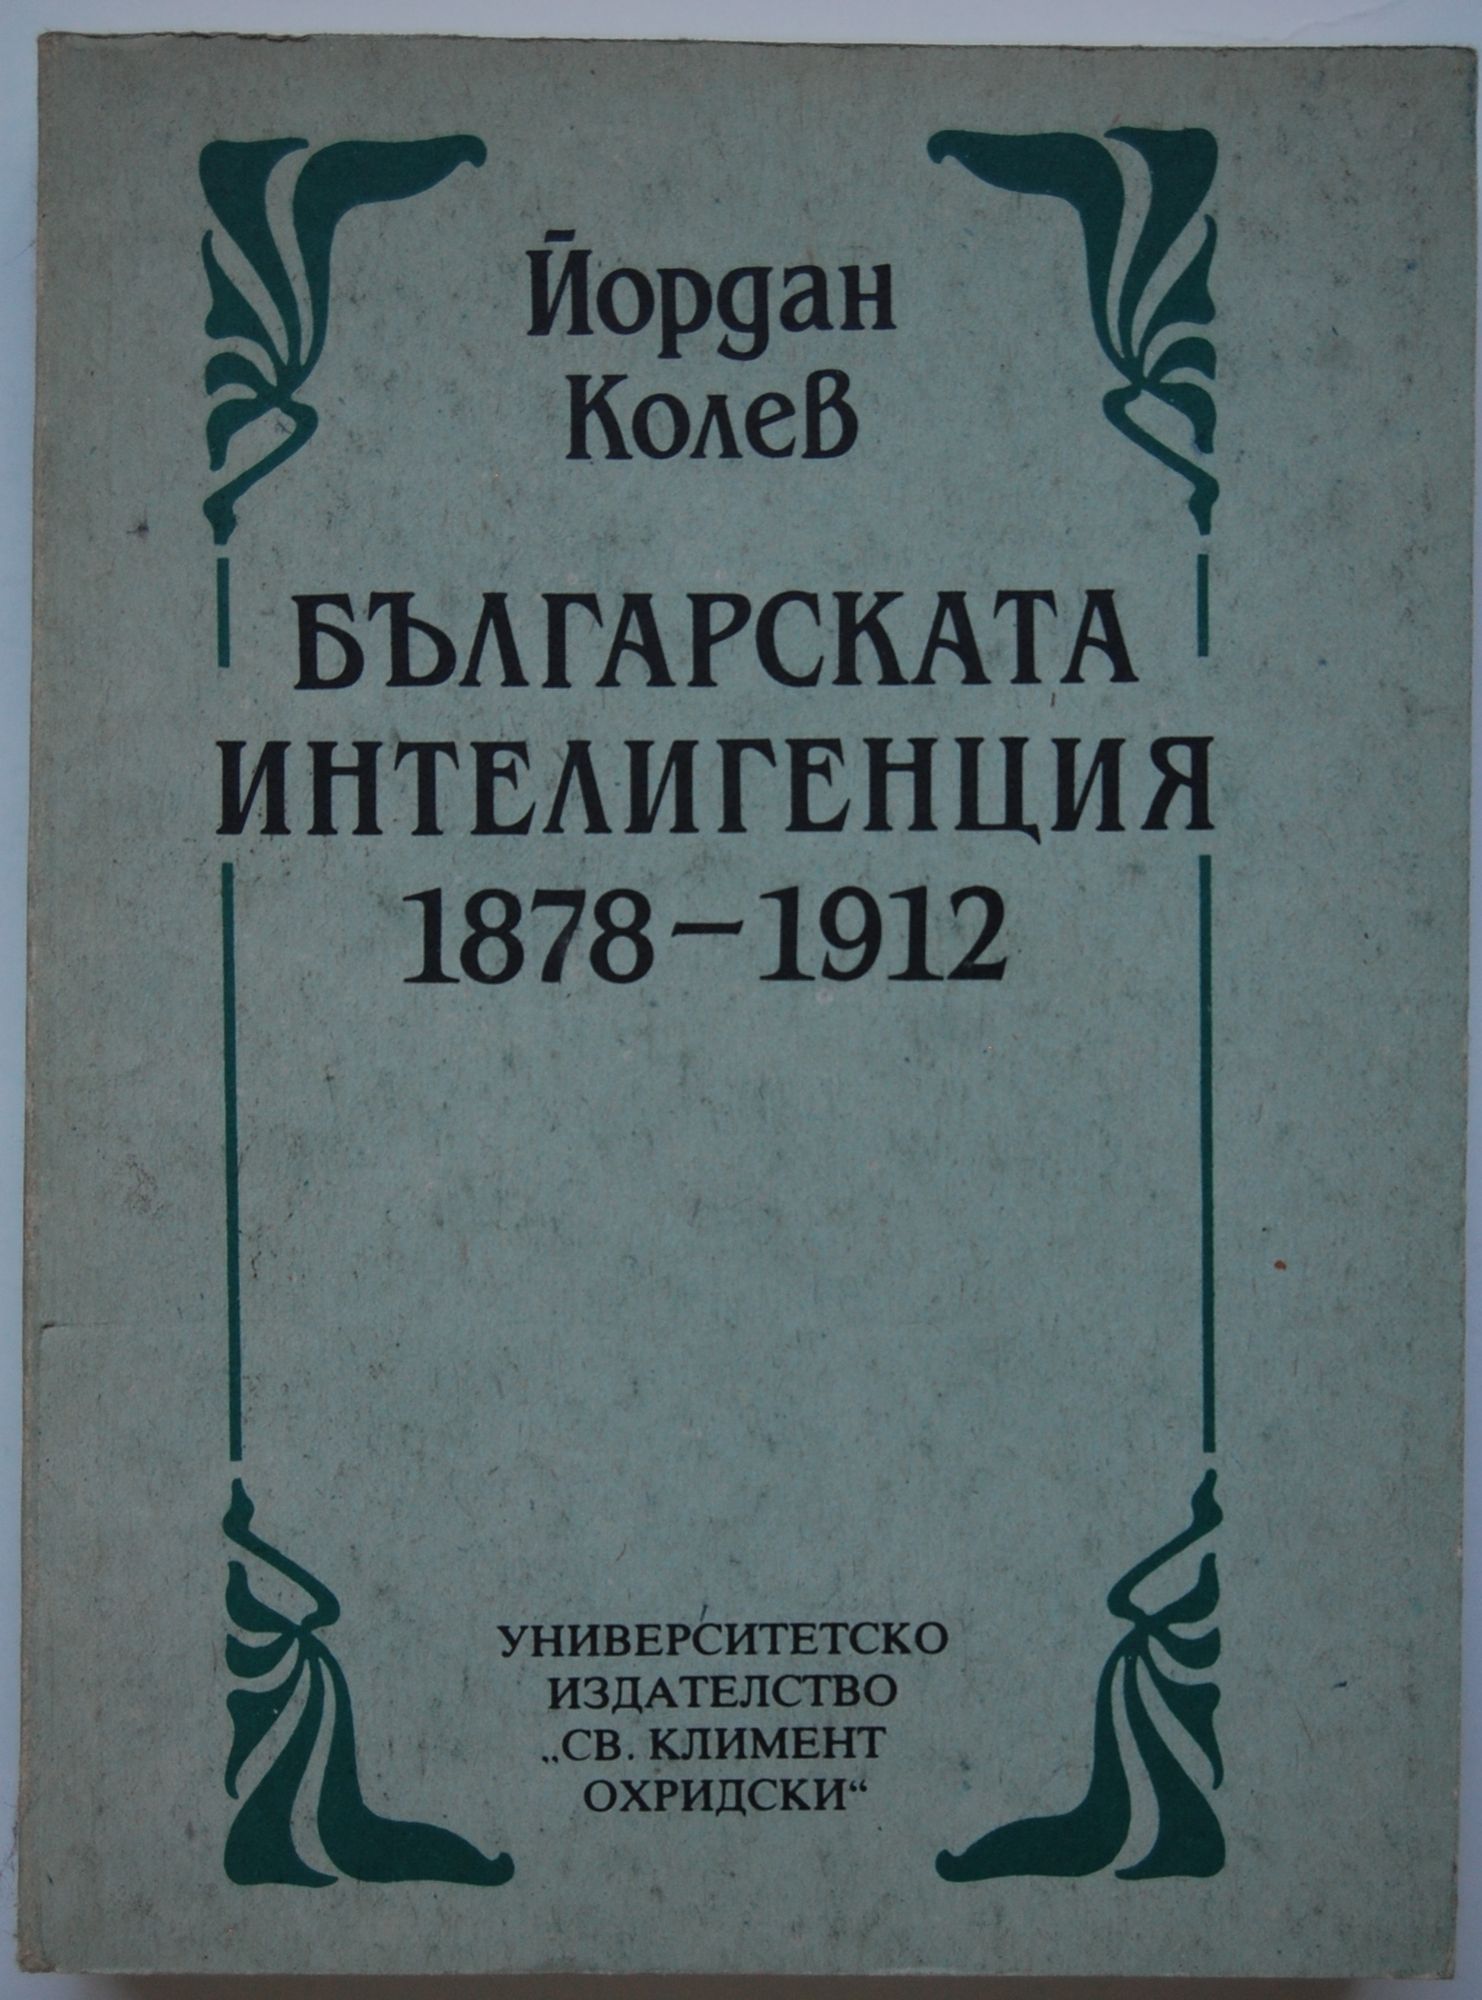 Йордан
Колев
БЪЛГАРСКАТА
ИНТЕЛИГЕНЦИЯ
1878–1912
УНИВЕРСИТЕТСКО
ИЗДАТЕЛСТВО
„СВ. КЛИМЕНТ
ОХРИДСКИ“